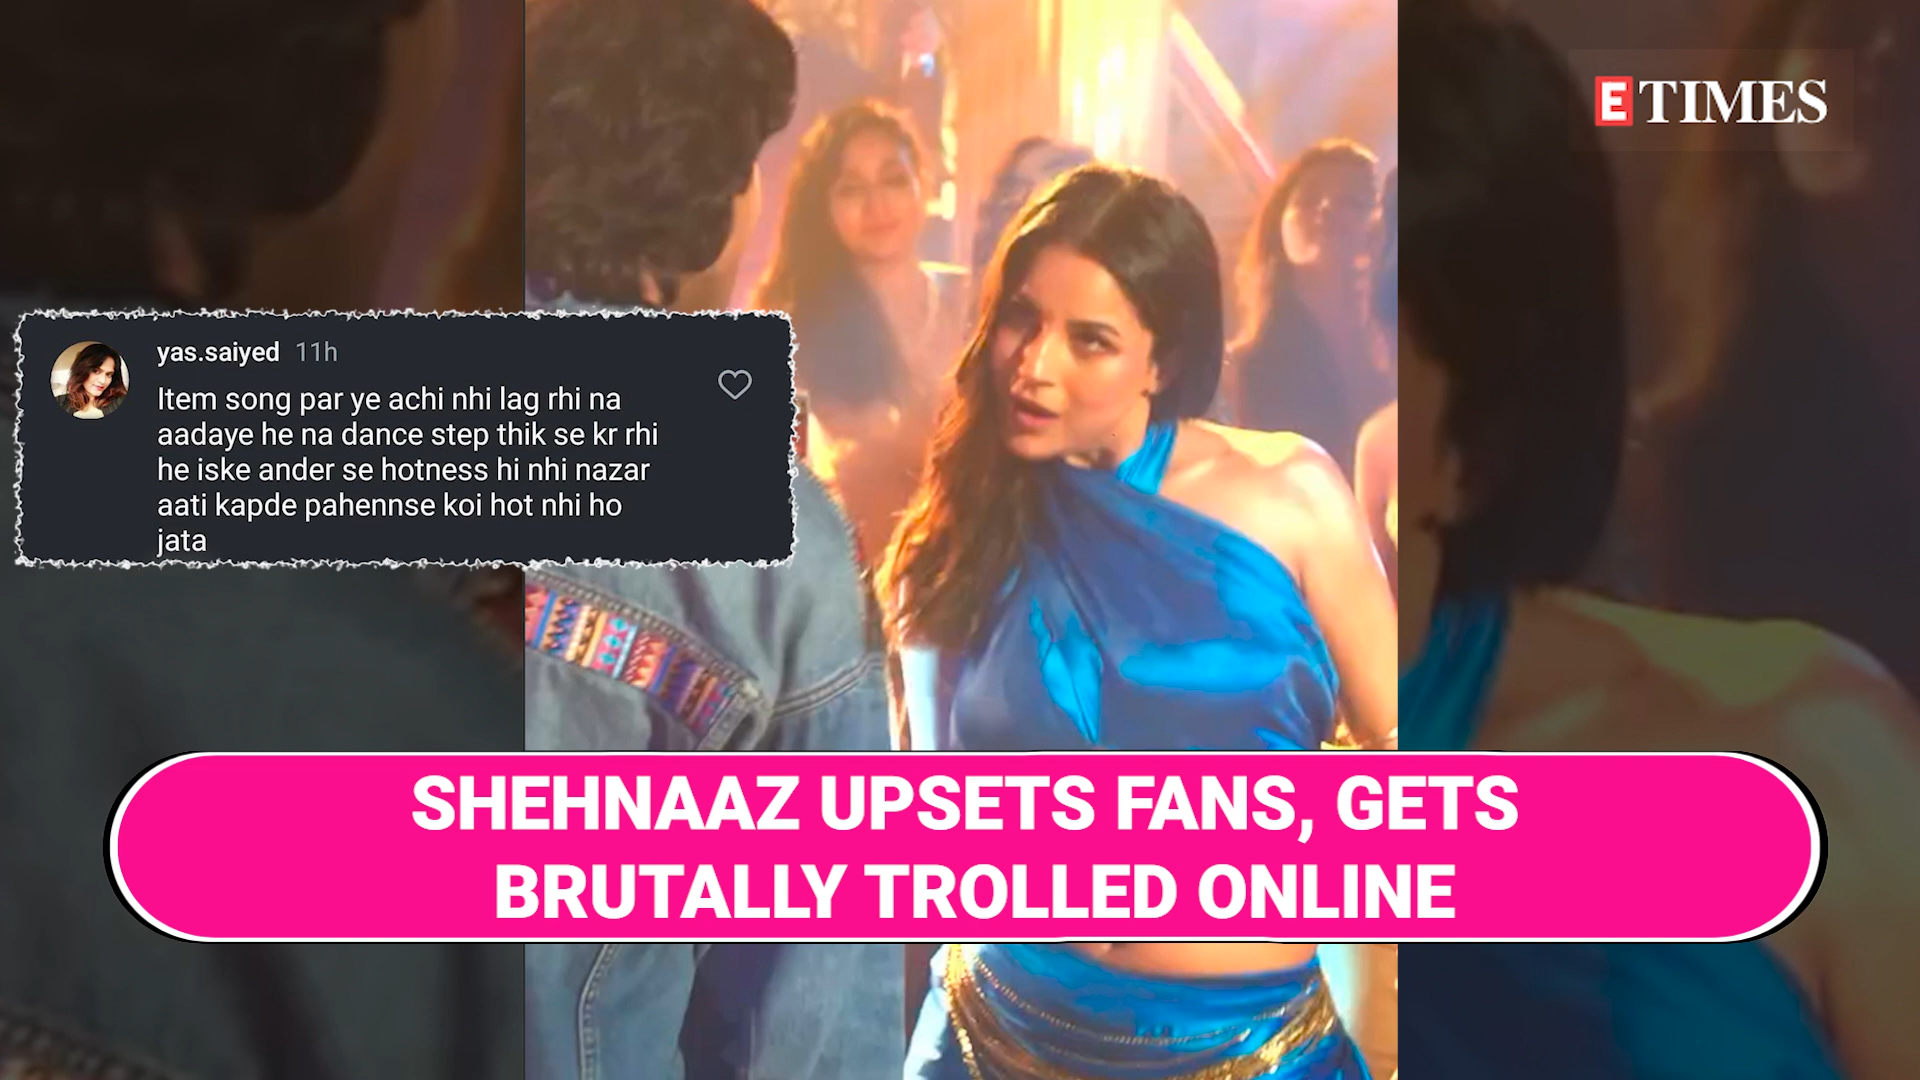 E TIMES
yas.saiyed 11h
Item song par ye achi nhi lag rhi na
aadaye he na dance step thik se kr rhi
he iske ander se hotness hi nhi nazar
aati kapde pahennse koi hot nhi ho
jata
SHEHNAAZ UPSETS FANS, GETS
BRUTALLY TROLLED ONLINE